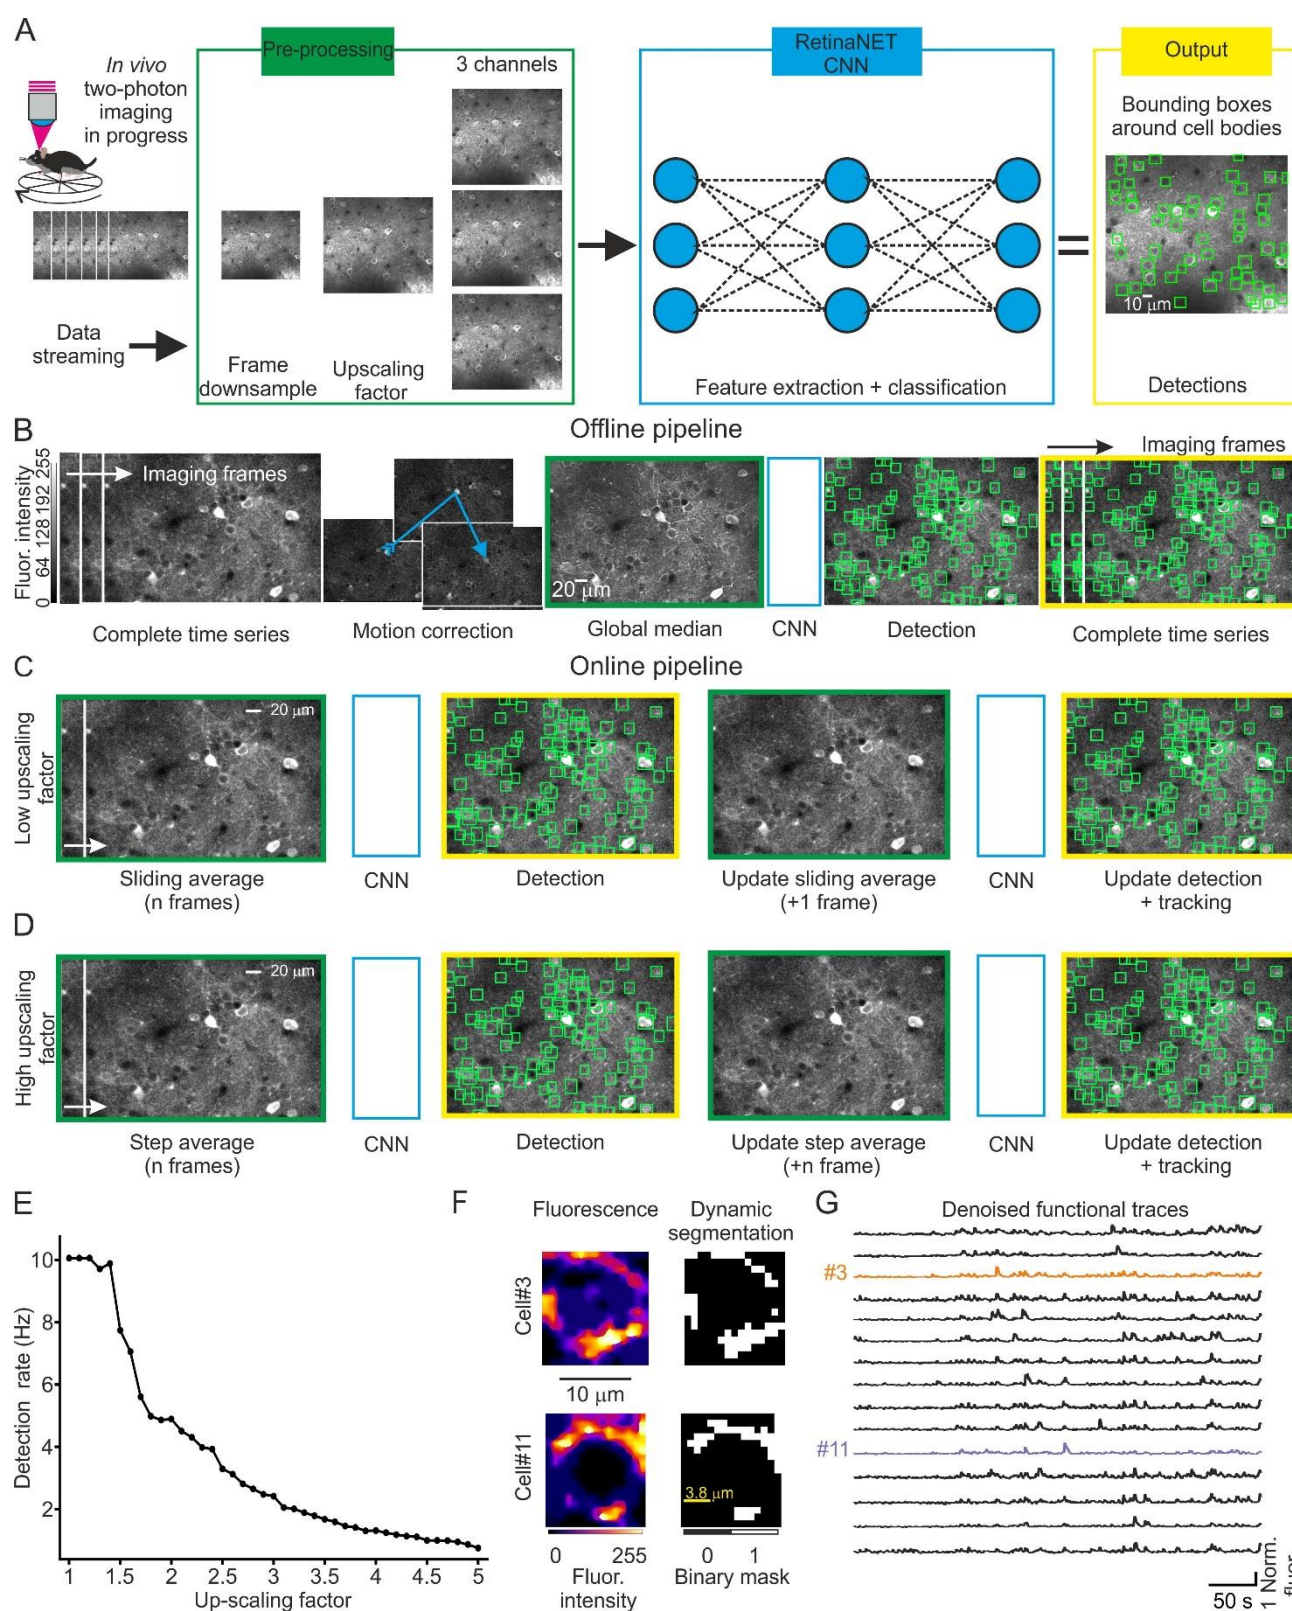 A
In vivo
two-photon
imaging
in progress
Pre-processing
3 channels
RetinaNET
CNN
Output
Bounding boxes
around cell bodies
10 μm
Data
streaming
Frame
downsample
Upscaling
factor
Feature extraction + classification
Detections
B
Offline pipeline
Fluor. intensity
0 64 128 192 255
Imaging frames
20 μm
Imaging frames
Complete time series
Motion correction
Global median
CNN
Detection
Complete time series
C
Online pipeline
Low upscaling
factor
20 μm
Sliding average
(n frames)
CNN
Detection
Update sliding average
(+1 frame)
CNN
Update detection
+ tracking
D
High upscaling
factor
20 μm
Step average
(n frames)
CNN
Detection
Update step average
(+n frame)
CNN
Update detection
+ tracking
E
Detection rate (Hz)
10
8
6
4
2
1 1.5 2 2.5 3 3.5 4 4.5 5
Up-scaling factor
F
Fluorescence
Dynamic
segmentation
Cell#3
10 μm
Cell#11
3.8 μm
0 255
Fluor.
intensity
0 1
Binary mask
G
Denoised functional traces
#3
#11
50 s
1 Norm.
fluor.